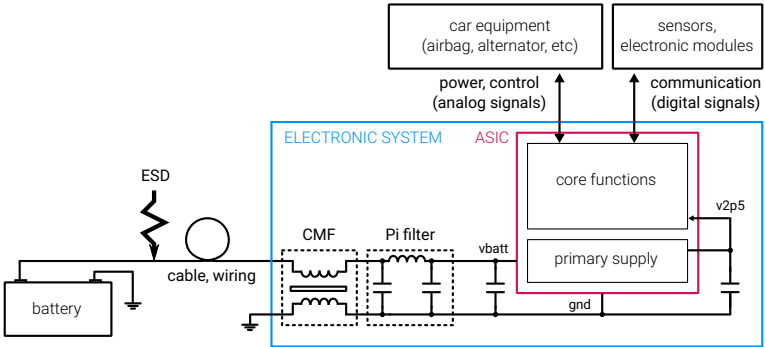 car equipment
(airbag, alternator, etc)
sensors,
electronic modules
power, control
(analog signals)
communication
(digital signals)
ELECTRONIC SYSTEM
ASIC
core functions
ESD
v2p5
CMF
Pi filter
vbatt
primary supply
cable, wiring
battery
gnd